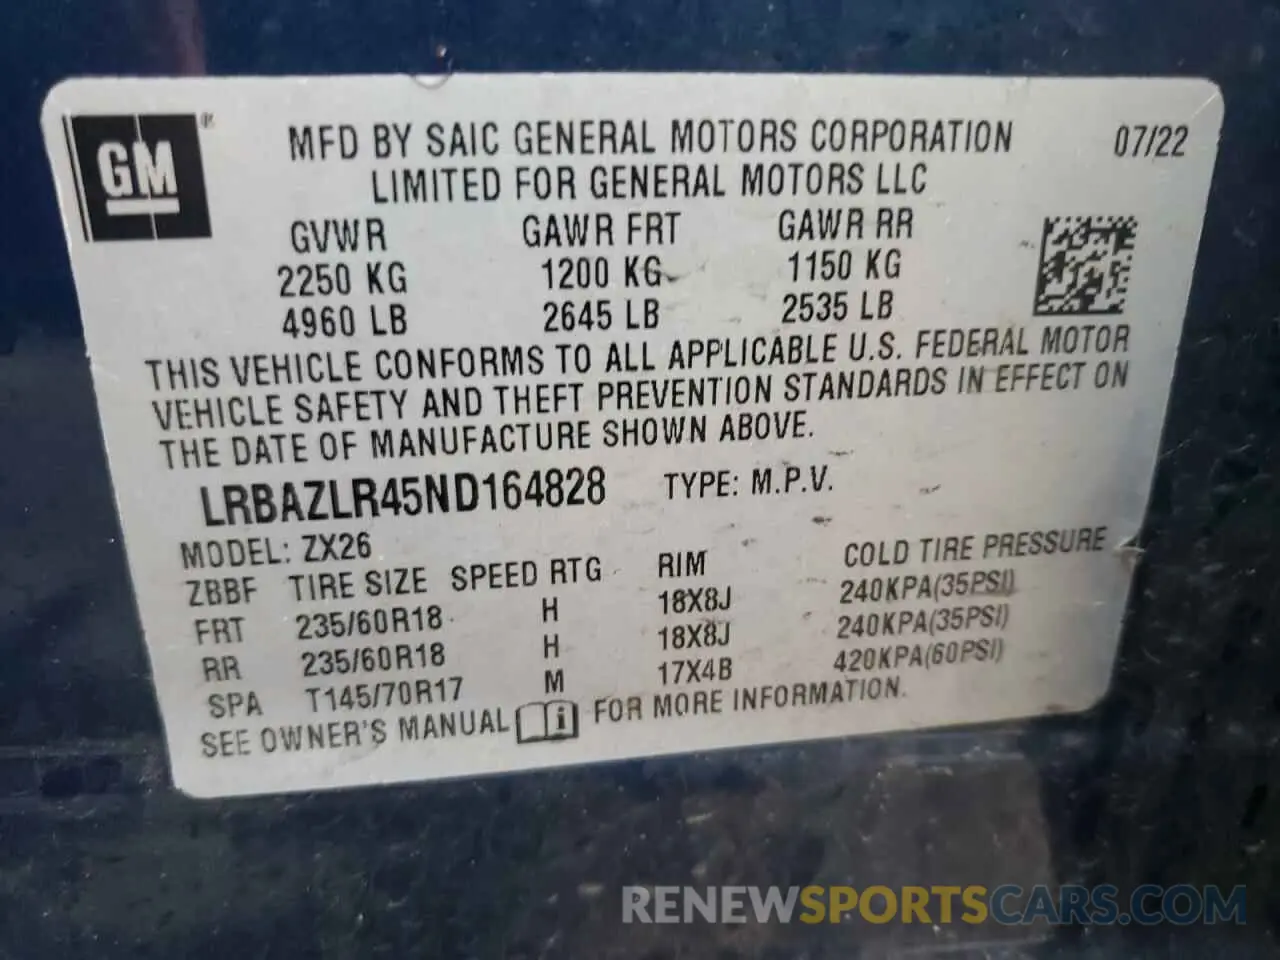 GM®
MFD BY SAIC GENERAL MOTORS CORPORATION 07/22
LIMITED FOR GENERAL MOTORS LLC
GVWR GAWR FRT GAWR RR
2250 KG 1200 KG 1150 KG
4960 LB 2645 LB 2535 LB
THIS VEHICLE CONFORMS TO ALL APPLICABLE U.S. FEDERAL MOTOR
VEHICLE SAFETY AND THEFT PREVENTION STANDARDS IN EFFECT ON
THE DATE OF MANUFACTURE SHOWN ABOVE.
LRBAZLR45ND164828 TYPE: M.P.V.
MODEL: ZX26
ZBBF TIRE SIZE SPEED RTG RIM COLD TIRE PRESSURE
FRT 235/60R18 H 18X8J 240KPA(35PSI)
RR 235/60R18 H 18X8J 240KPA(35PSI)
SPA T145/70R17 M 17X4B 420KPA(60PSI)
SEE OWNER'S MANUAL i FOR MORE INFORMATION.
RENEWSPORTSCARS.COM